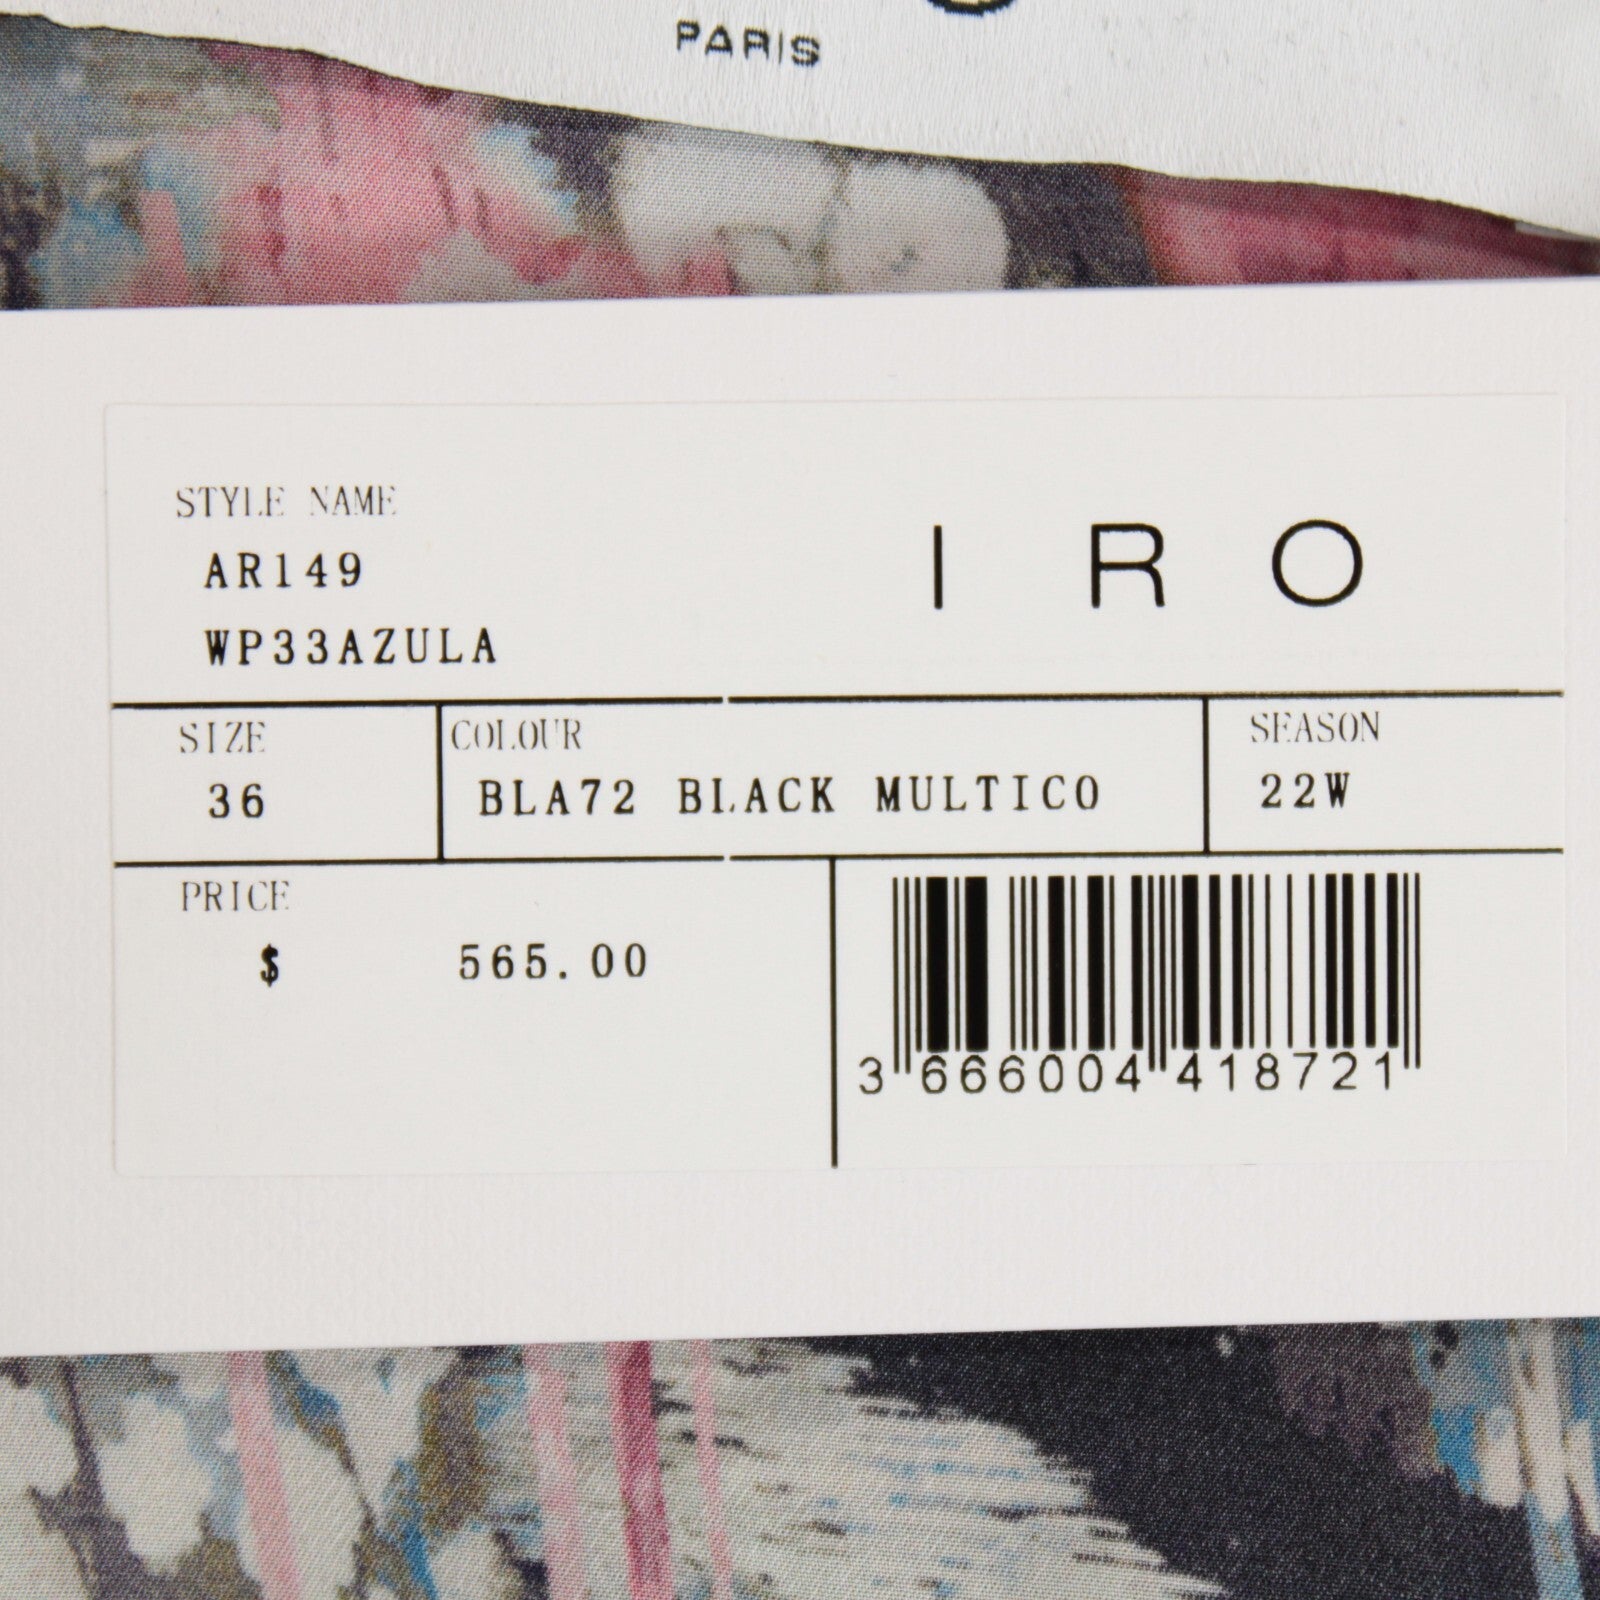 PARIS
STYLE NAME
AR149
WP33AZULA
I R O
SIZE
36
COLOUR
BLA72 BLACK MULTICO
SEASON
22W
PRICE
$ 565.00
3 666004 418721